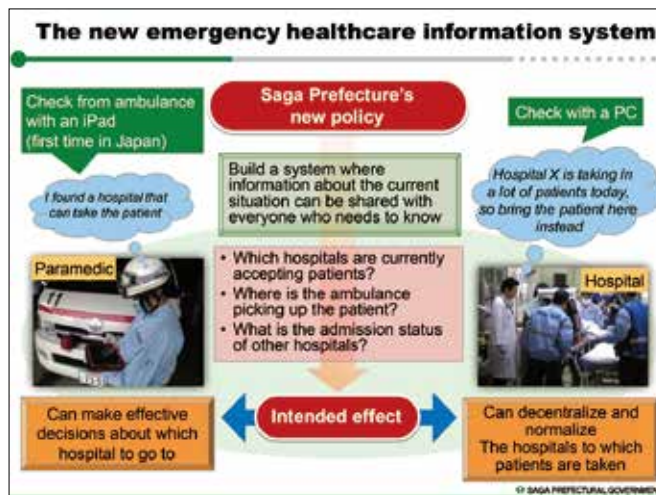 The new emergency healthcare information system
Check from ambulance
with an iPad
(first time in Japan)
Saga Prefecture's
new policy
Check with a PC
I found a hospital that
can take the patient
Build a system where
information about the current
situation can be shared with
everyone who needs to know
Hospital X is taking in
a lot of patients today,
so bring the patient here
instead
Paramedic
• Which hospitals are currently
accepting patients?
• Where is the ambulance
picking up the patient?
• What is the admission status
of other hospitals?
Hospital
Can make effective
decisions about which
hospital to go to
Intended effect
Can decentralize and
normalize
The hospitals to which
patients are taken
SAGA PREFECTURAL GOVERNMEN